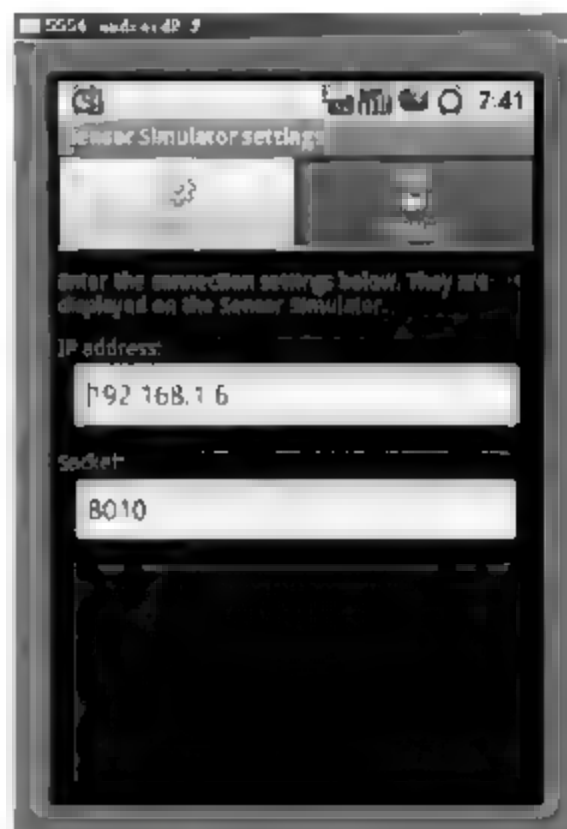 5554
7:41
Sensor Simulator settings
Enter the connection settings below. They are
displayed on the Sensor Simulator.
IP address:
192.168.1.6
Socket
8010